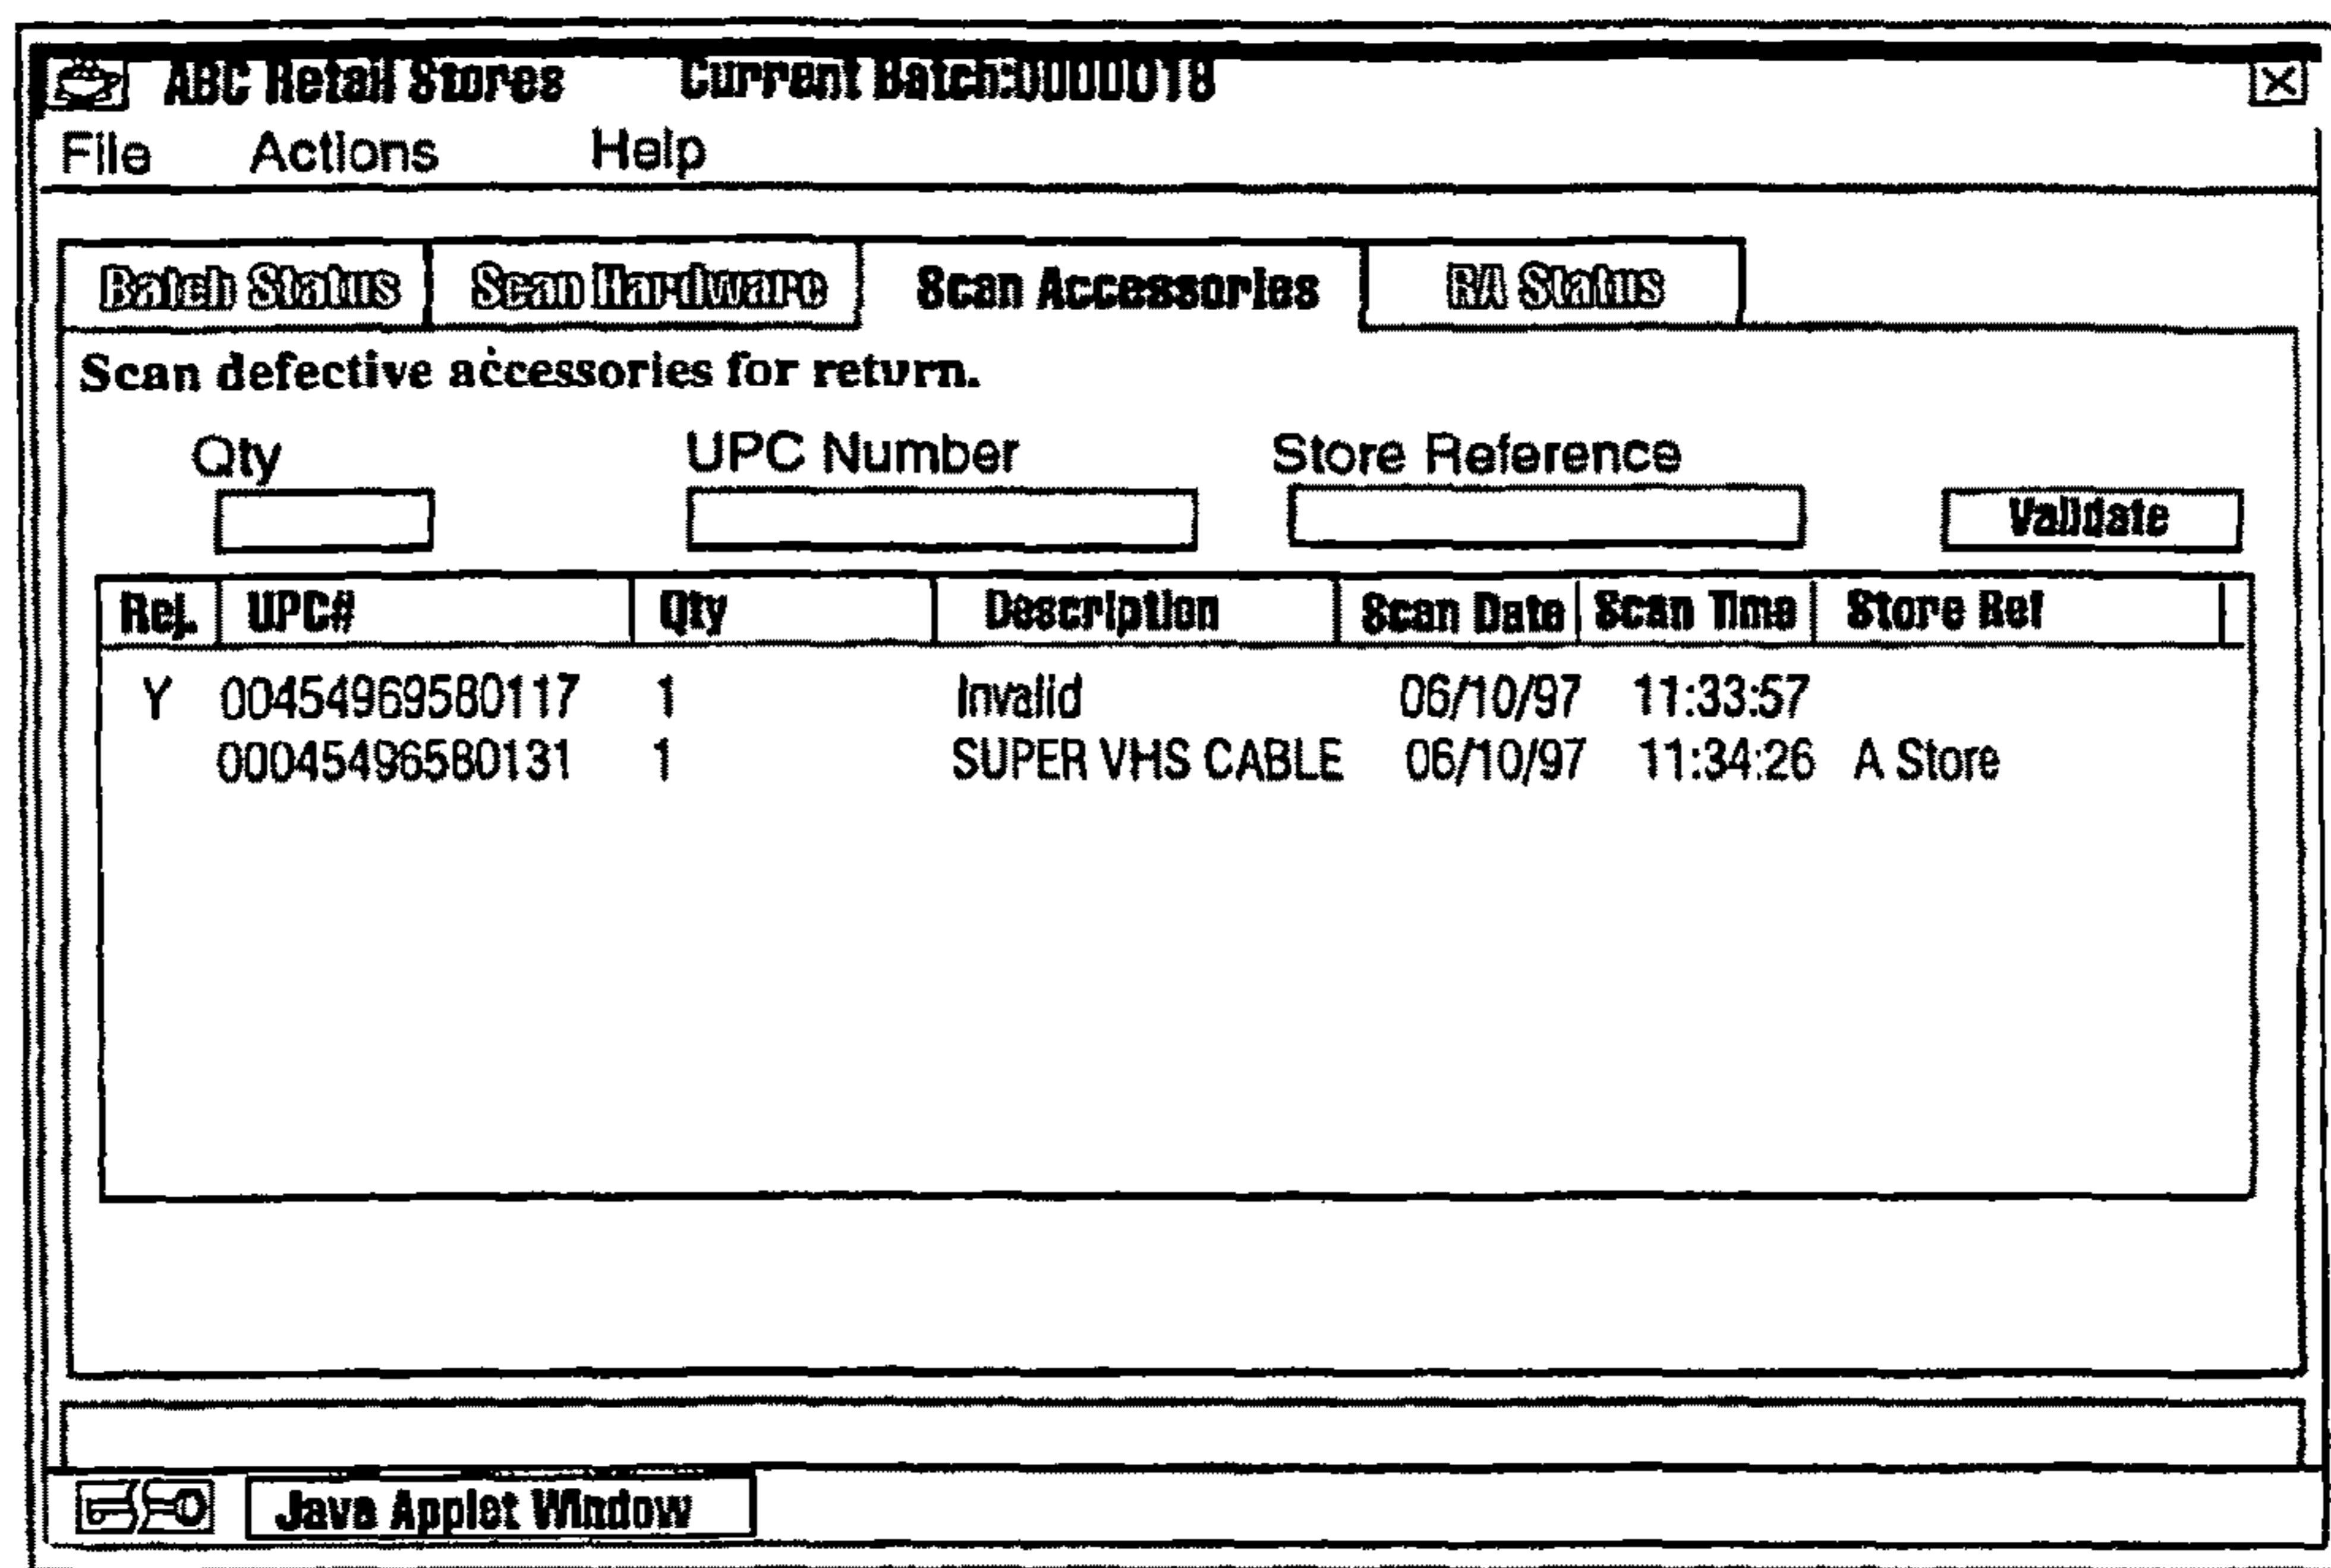 ABC Retail Stores Current Batch:0000018
File Actions Help
Batch Status Scan Hardware Scan Accessories RA Status
Scan defective accessories for return.
Qty UPC Number Store Reference
Validate
Rej. UPC# Qty Description Scan Date Scan Time Store Ref
Y 00454969580117 1 Invalid 06/10/97 11:33:57
00045496580131 1 SUPER VHS CABLE 06/10/97 11:34:26 A Store
Java Applet Window